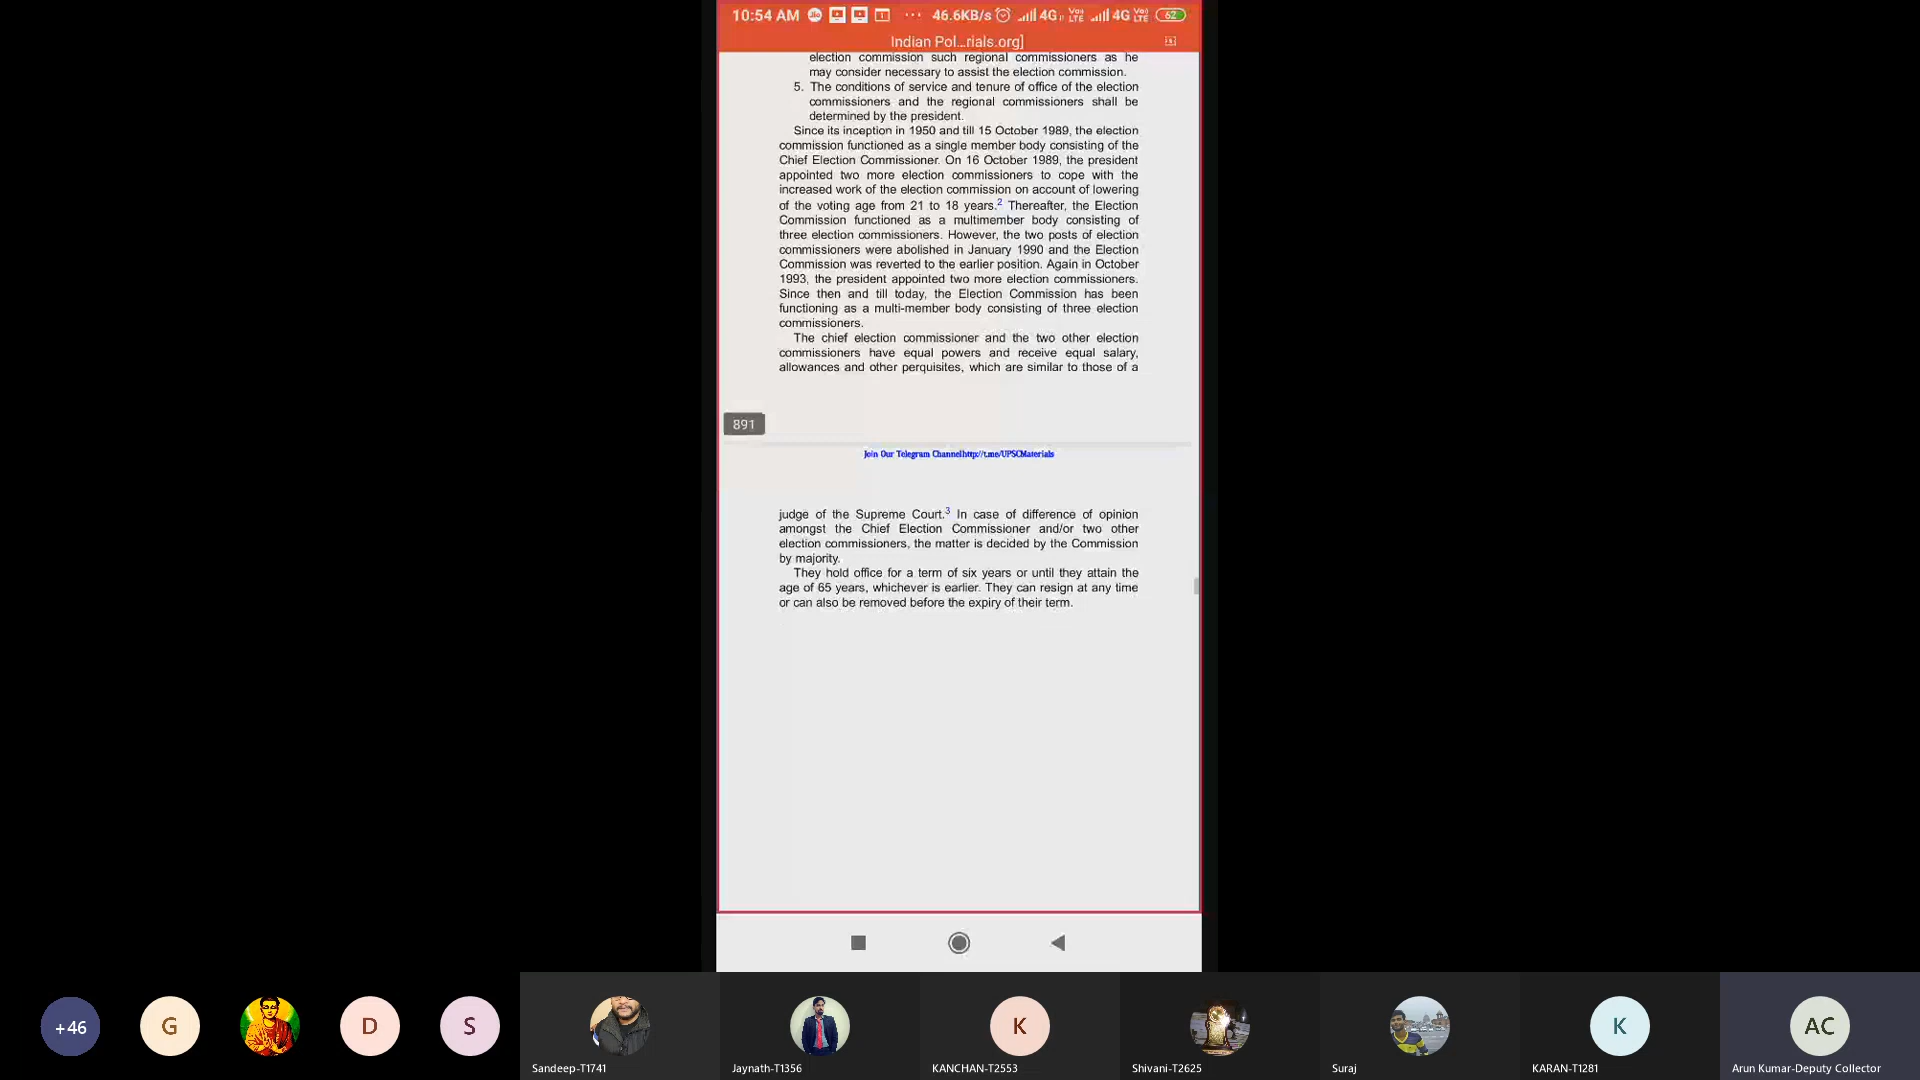 10:54 AM ... 46.6KB/s 4G Vo) LTE 4G Vo) LTE 62
Indian Pol...rials.org]
election commission such regional commissioners as he
may consider necessary to assist the election commission.
5. The conditions of service and tenure of office of the election
commissioners and the regional commissioners shall be
determined by the president.
Since its inception in 1950 and till 15 October 1989, the election
commission functioned as a single member body consisting of the
Chief Election Commissioner. On 16 October 1989, the president
appointed two more election commissioners to cope with the
increased work of the election commission on account of lowering
of the voting age from 21 to 18 years.2 Thereafter, the Election
Commission functioned as a multimember body consisting of
three election commissioners. However, the two posts of election
commissioners were abolished in January 1990 and the Election
Commission was reverted to the earlier position. Again in October
1993, the president appointed two more election commissioners.
Since then and till today, the Election Commission has been
functioning as a multi-member body consisting of three election
commissioners.
The chief election commissioner and the two other election
commissioners have equal powers and receive equal salary,
allowances and other perquisites, which are similar to those of a
891
Join Our Telegram Channelhttp://t.me/UPSCMaterials
judge of the Supreme Court.3 In case of difference of opinion
amongst the Chief Election Commissioner and/or two other
election commissioners, the matter is decided by the Commission
by majority.
They hold office for a term of six years or until they attain the
age of 65 years, whichever is earlier. They can resign at any time
or can also be removed before the expiry of their term.
+46 G D S K K AC
Sandeep-T1741 Jaynath-T1356 KANCHAN-T2553 Shivani-T2625 Suraj KARAN-T1281 Arun Kumar-Deputy Collector